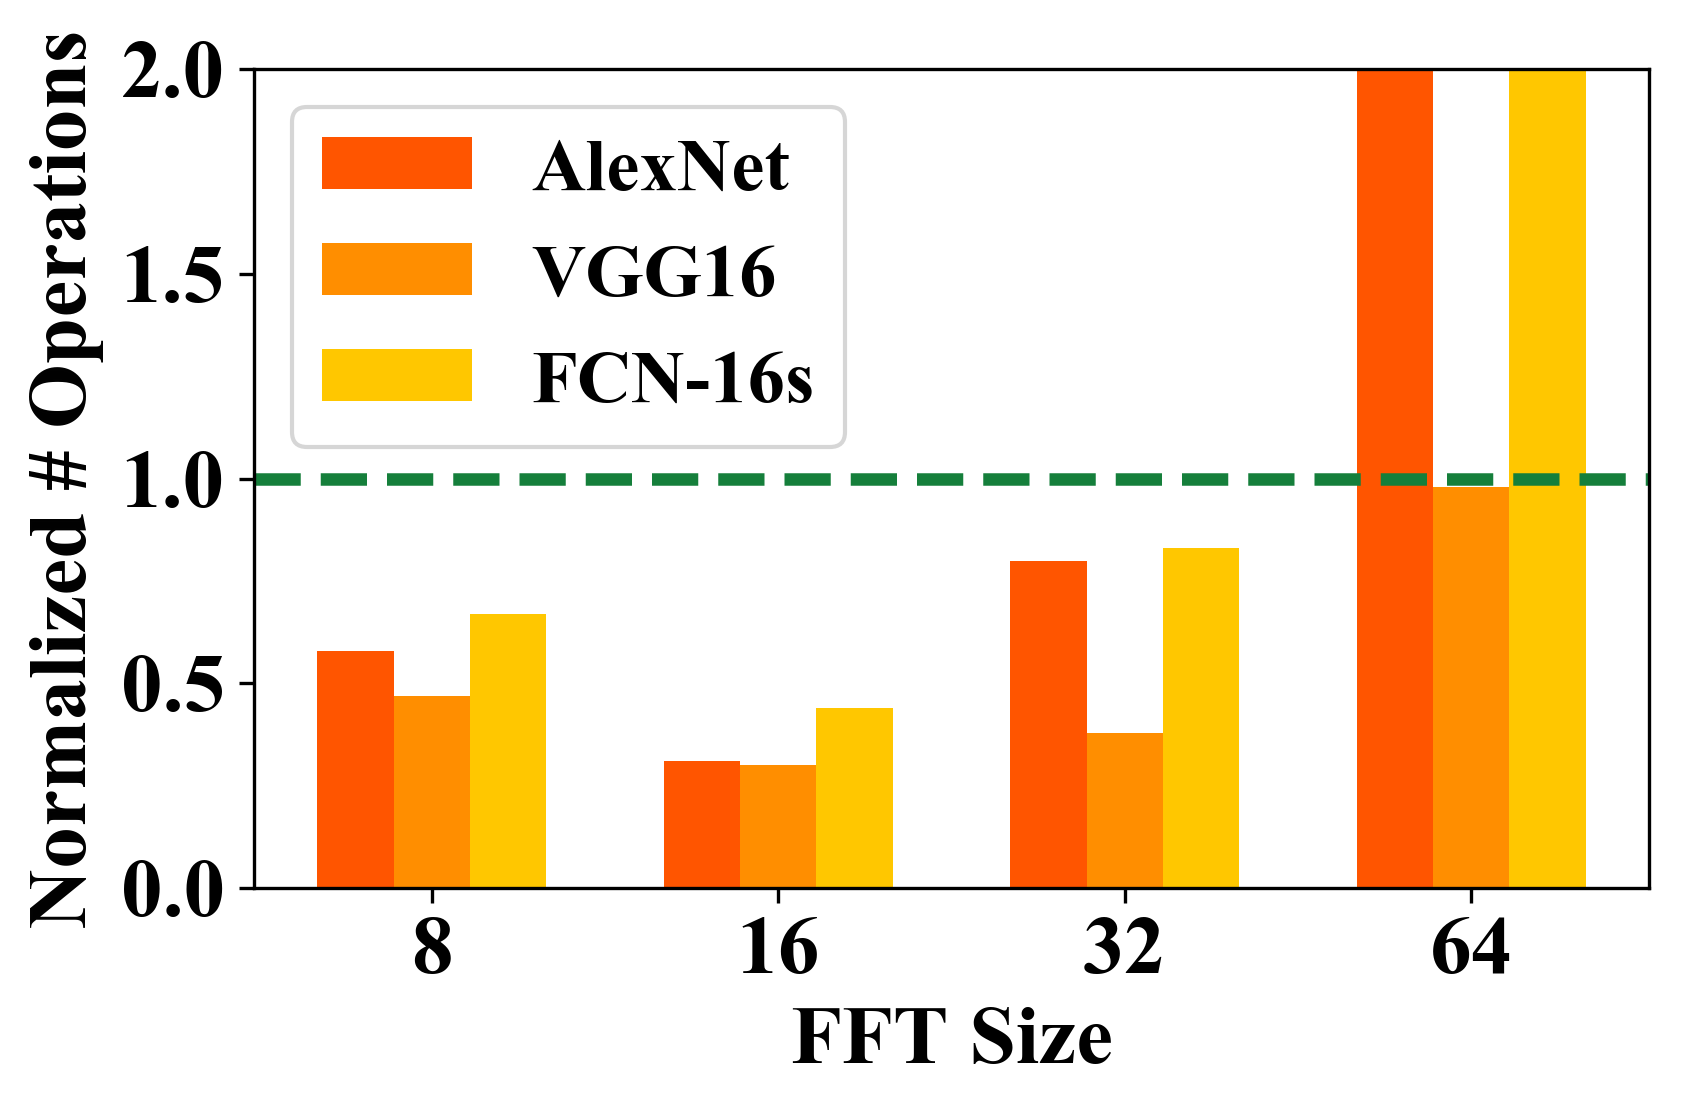 Normalized # Operations
2.0
1.5
1.0
0.5
0.0
AlexNet
VGG16
FCN-16s
8 16 32 64
FFT Size